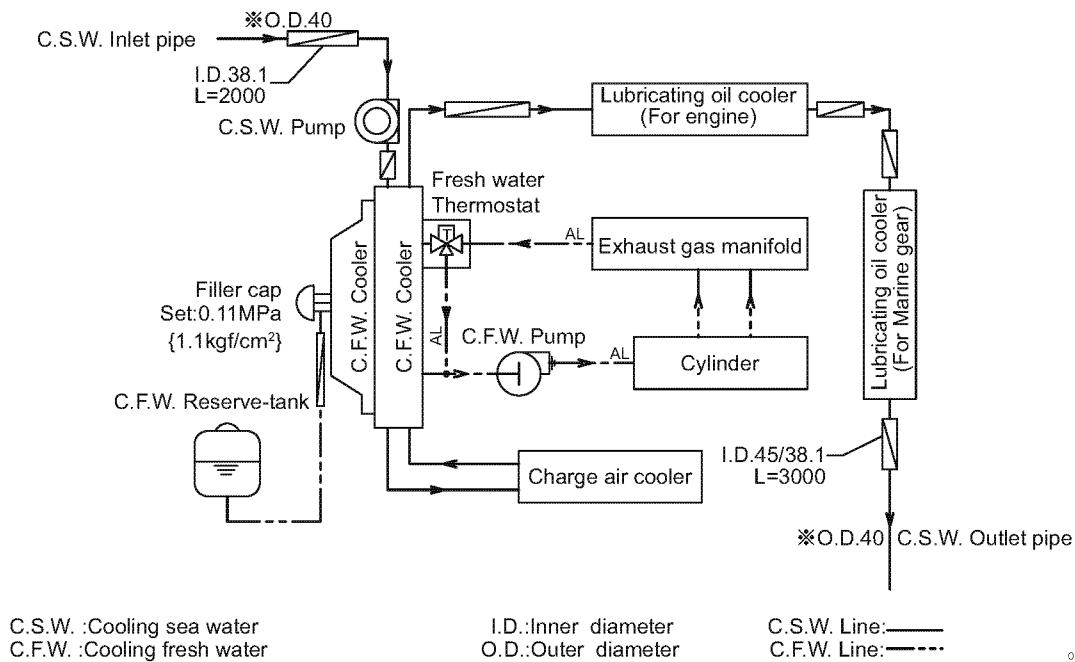 ※O.D.40
C.S.W. Inlet pipe
I.D.38.1
L=2000
C.S.W. Pump
Lubricating oil cooler
(For engine)
Fresh water
Thermostat
T
AL
Exhaust gas manifold
Lubricating oil cooler
(For Marine gear)
Filler cap
Set:0.11MPa
{1.1kgf/cm²}
C.F.W. Cooler
C.F.W. Cooler
AL
C.F.W. Pump
AL
Cylinder
C.F.W. Reserve-tank
I.D.45/38.1
L=3000
Charge air cooler
※O.D.40
C.S.W. Outlet pipe
C.S.W. :Cooling sea water
I.D.:Inner diameter
C.S.W. Line:
C.F.W. :Cooling fresh water
O.D.:Outer diameter
C.F.W. Line: